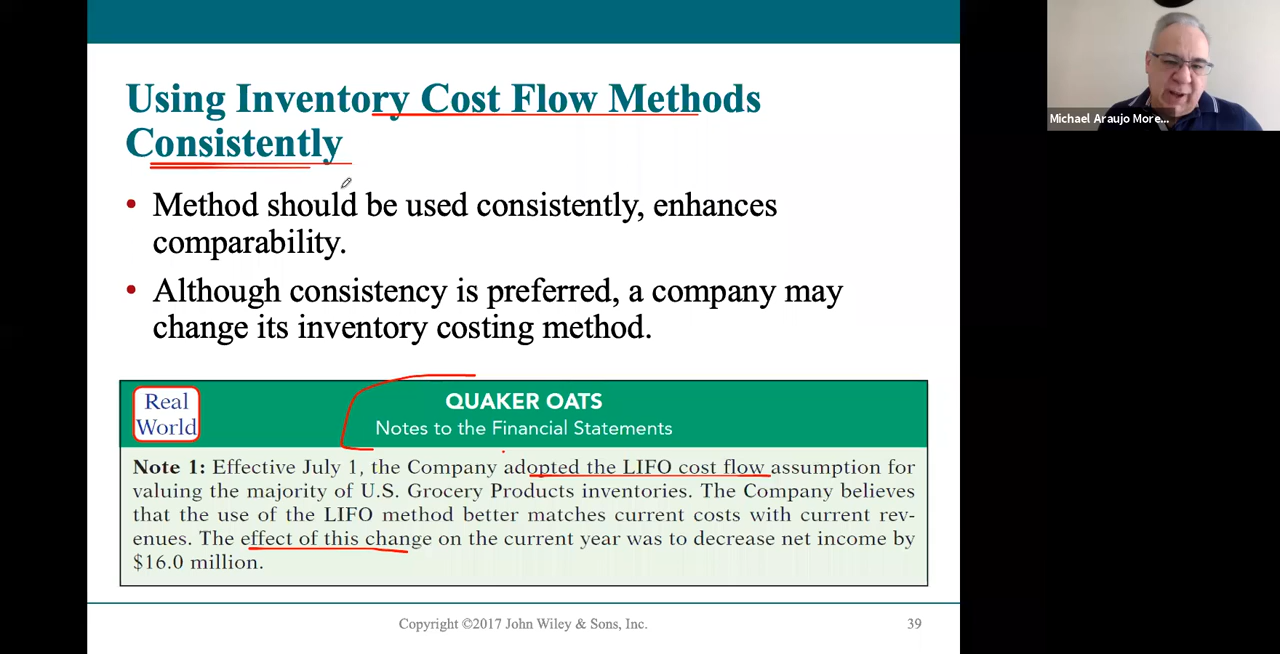 Using Inventory Cost Flow Methods
Consistently
• Method should be used consistently, enhances
comparability.
• Although consistency is preferred, a company may
change its inventory costing method.
Real
World
QUAKER OATS
Notes to the Financial Statements
Note 1: Effective July 1, the Company adopted the LIFO cost flow assumption for
valuing the majority of U.S. Grocery Products inventories. The Company believes
that the use of the LIFO method better matches current costs with current rev-
enues. The effect of this change on the current year was to decrease net income by
$16.0 million.
Copyright ©2017 John Wiley & Sons, Inc.
39
Michael Araujo More...